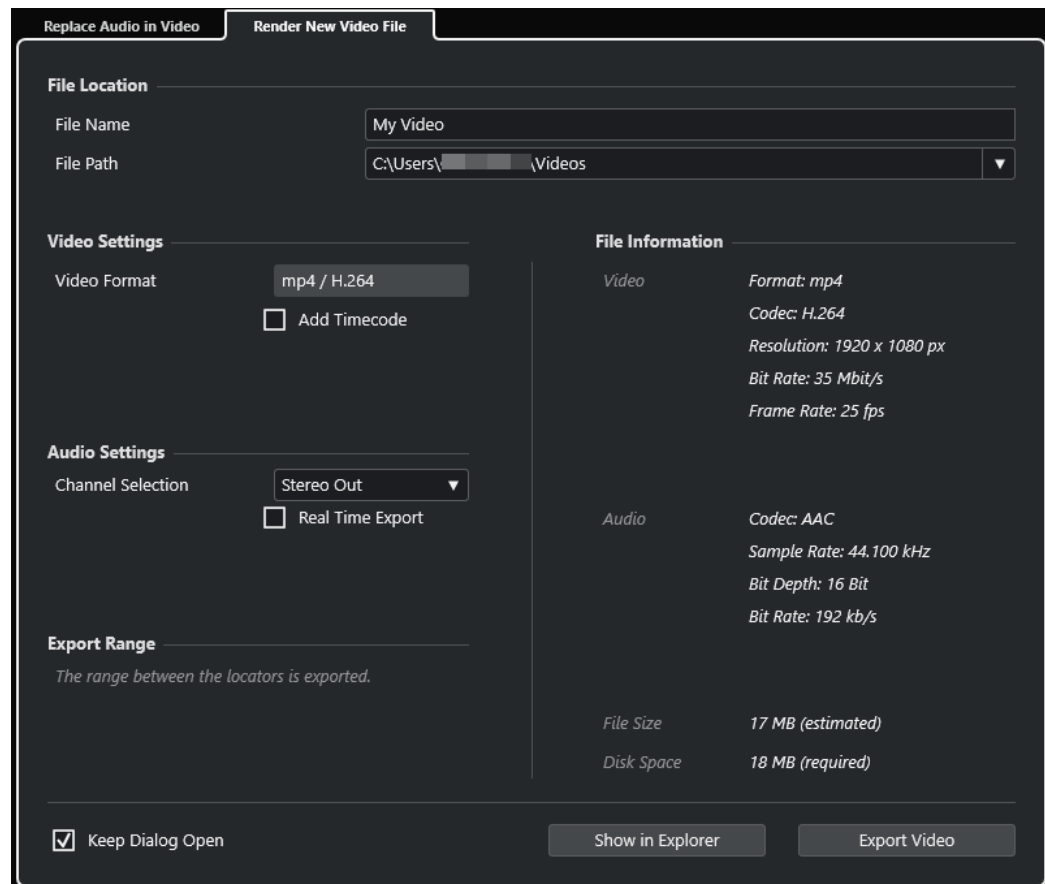 Replace Audio in Video
Render New Video File
File Location
File Name
My Video
File Path
C:\Users\ \Videos
Video Settings
Video Format
mp4 / H.264
Add Timecode
Audio Settings
Channel Selection
Stereo Out
Real Time Export
Export Range
The range between the locators is exported.
File Information
Video
Format: mp4
Codec: H.264
Resolution: 1920 x 1080 px
Bit Rate: 35 Mbit/s
Frame Rate: 25 fps
Audio
Codec: AAC
Sample Rate: 44.100 kHz
Bit Depth: 16 Bit
Bit Rate: 192 kb/s
File Size
17 MB (estimated)
Disk Space
18 MB (required)
Keep Dialog Open
Show in Explorer
Export Video